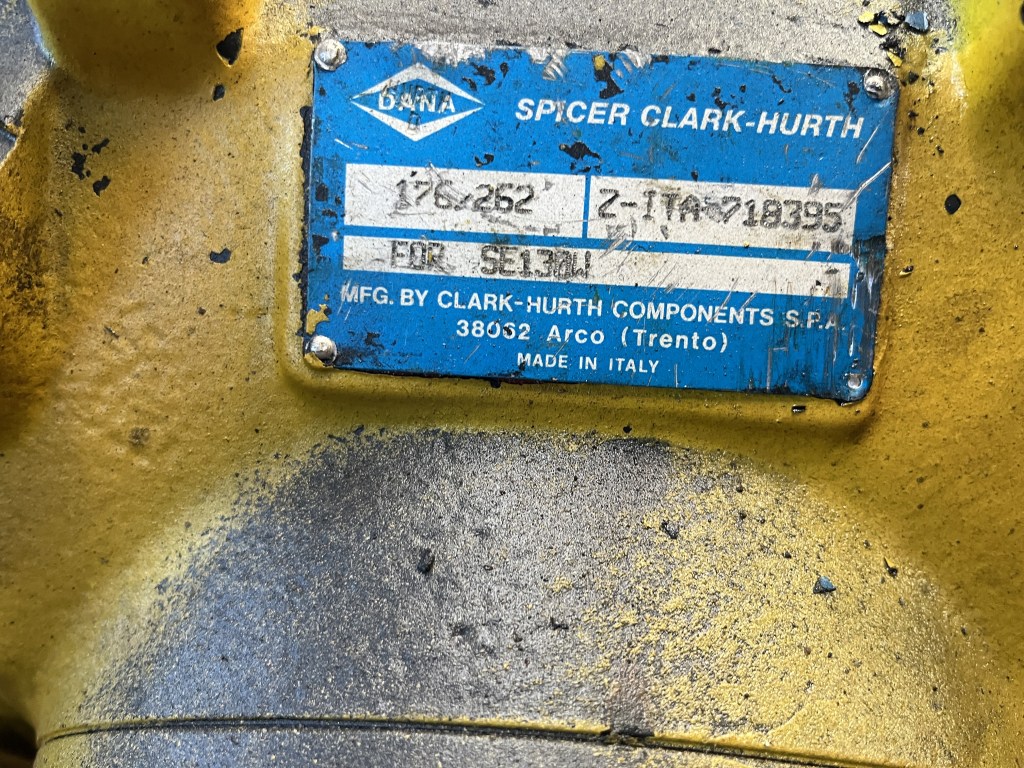 DANA
SPICER CLARK-HURTH
176/262 Z-ITA-718395
FOR SE130W
MFG. BY CLARK-HURTH COMPONENTS S.P.A.
38062 Arco (Trento)
MADE IN ITALY